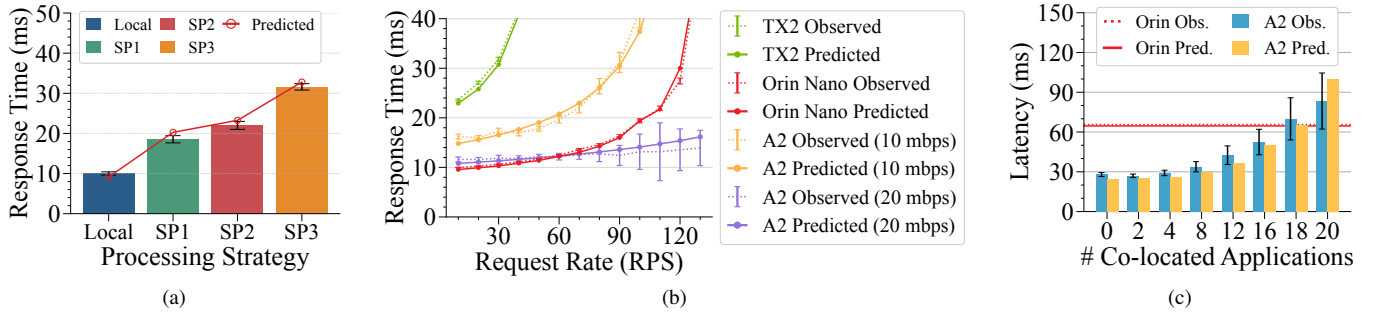 Response Time (ms)
50
40
30
20
10
0
Local
SP2
Predicted
SP1
SP3
Local
SP1
SP2
SP3
Processing Strategy
(a)
Response Time (ms)
40
30
20
10
0
30
60
90
120
Request Rate (RPS)
TX2 Observed
TX2 Predicted
Orin Nano Observed
Orin Nano Predicted
A2 Observed (10 mbps)
A2 Predicted (10 mbps)
A2 Observed (20 mbps)
A2 Predicted (20 mbps)
(b)
Latency (ms)
150
120
90
60
30
0
Orin Obs.
A2 Obs.
Orin Pred.
A2 Pred.
0
2
4
8
12
16
18
20
# Co-located Applications
(c)